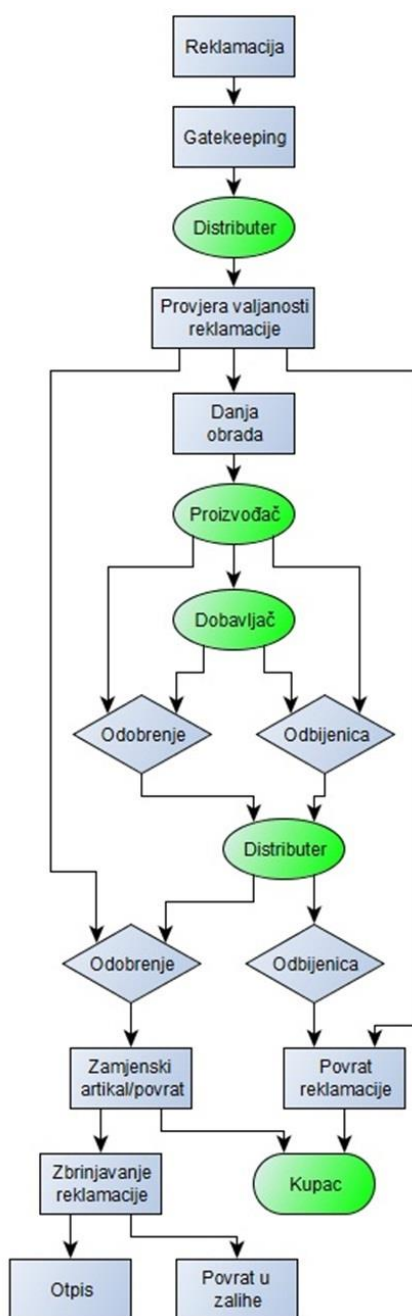 Reklamacija
Gatekeeping
Distributer
Provjera valjanosti
reklamacije
Danja
obrada
Proizvođač
Dobavljač
Odobrenje
Odbijenica
Distributer
Odobrenje
Odbijenica
Zamjenski
artikal/povrat
Povrat
reklamacije
Zbrinjavanje
reklamacije
Kupac
Otpis
Povrat u
zalihe